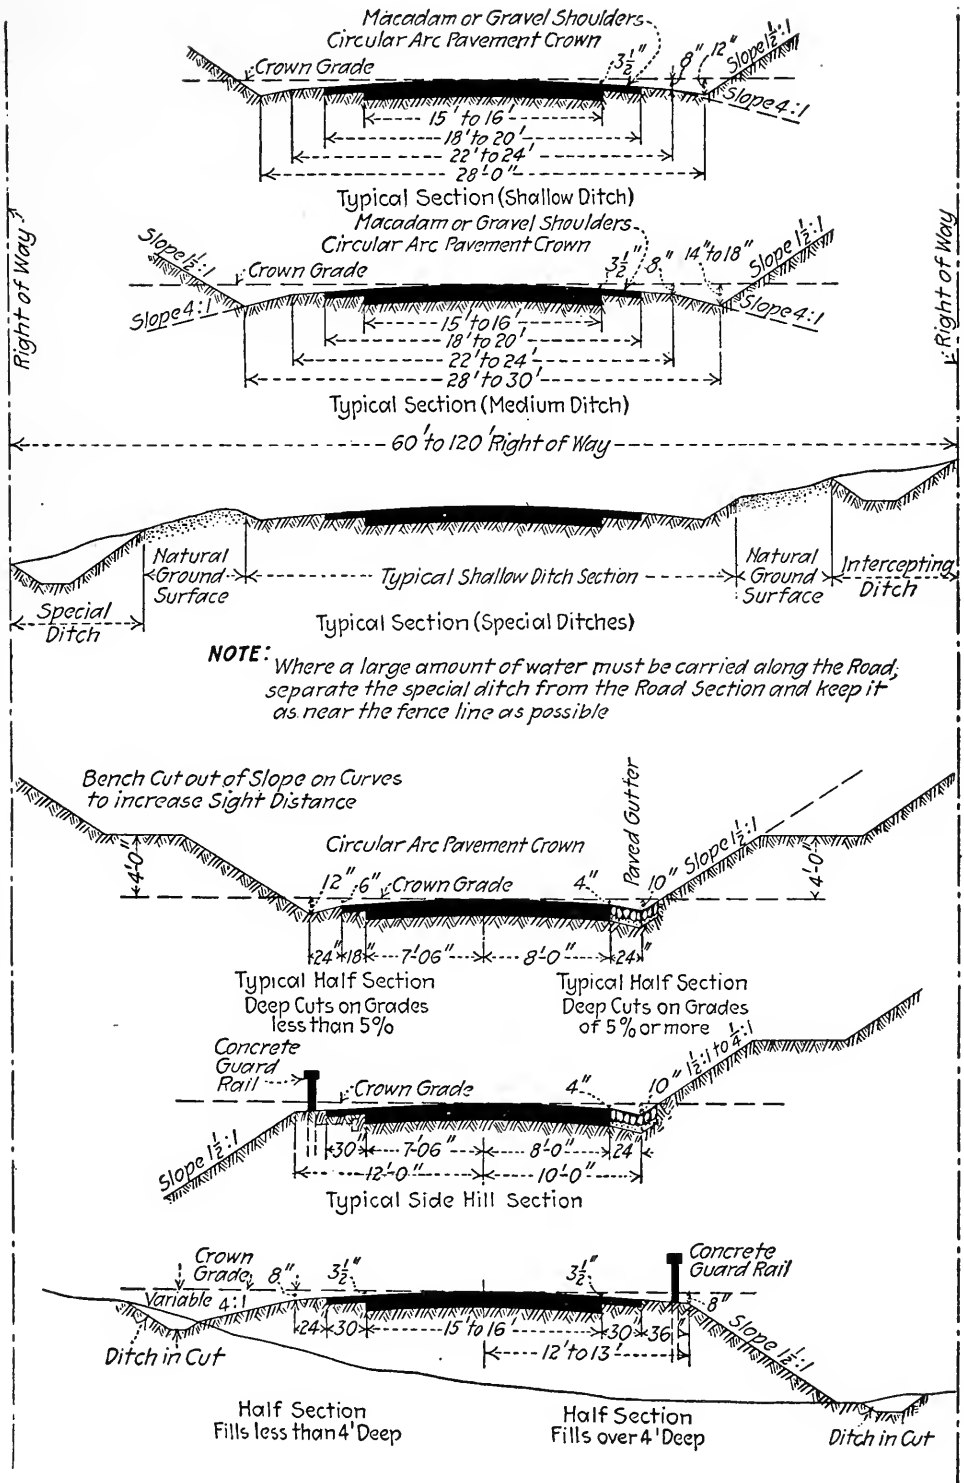 Macadam or Gravel Shoulders
Circular Arc Pavement Crown
Crown Grade
3½"
8"
12"
Slope 1½:1
Slope 4:1
15' to 16'
18' to 20'
22' to 24'
28'-0"
Typical Section (Shallow Ditch)
Right of Way
Right of Way
Macadam or Gravel Shoulders
Circular Arc Pavement Crown
Slope 1½:1
Crown Grade
3½"
8"
14" to 18"
Slope 1½:1
Slope 4:1
Slope 4:1
15' to 16'
18' to 20'
22' to 24'
28' to 30'
Typical Section (Medium Ditch)
60' to 120' Right of Way
Natural
Ground
Surface
Typical Shallow Ditch Section
Natural
Ground
Surface
Intercepting
Ditch
Special
Ditch
Typical Section (Special Ditches)
NOTE: Where a large amount of water must be carried along the Road,
separate the special ditch from the Road Section and keep it
as near the fence line as possible
Bench Cut out of Slope on Curves
to increase Sight Distance
Circular Arc Pavement Crown
Paved Gutter
Slope 1½:1
4'-0"
12"
6"
Crown Grade
4"
10"
4'-0"
24"
18"
7'-06"
8'-0"
24"
Typical Half Section
Deep Cuts on Grades
less than 5%
Typical Half Section
Deep Cuts on Grades
of 5% or more
Concrete
Guard
Rail
Crown Grade
4"
10"
1½:1 to ¼:1
Slope 1½:1
30"
7'-06"
8'-0"
24
12'-0"
10'-0"
Typical Side Hill Section
Crown
Grade
8"
3½"
3½"
Concrete
Guard Rail
Variable 4:1
8"
24
30"
15' to 16'
30"
36"
12' to 13'
Slope 1½:1
Ditch in Cut
Half Section
Fills less than 4' Deep
Half Section
Fills over 4' Deep
Ditch in Cut